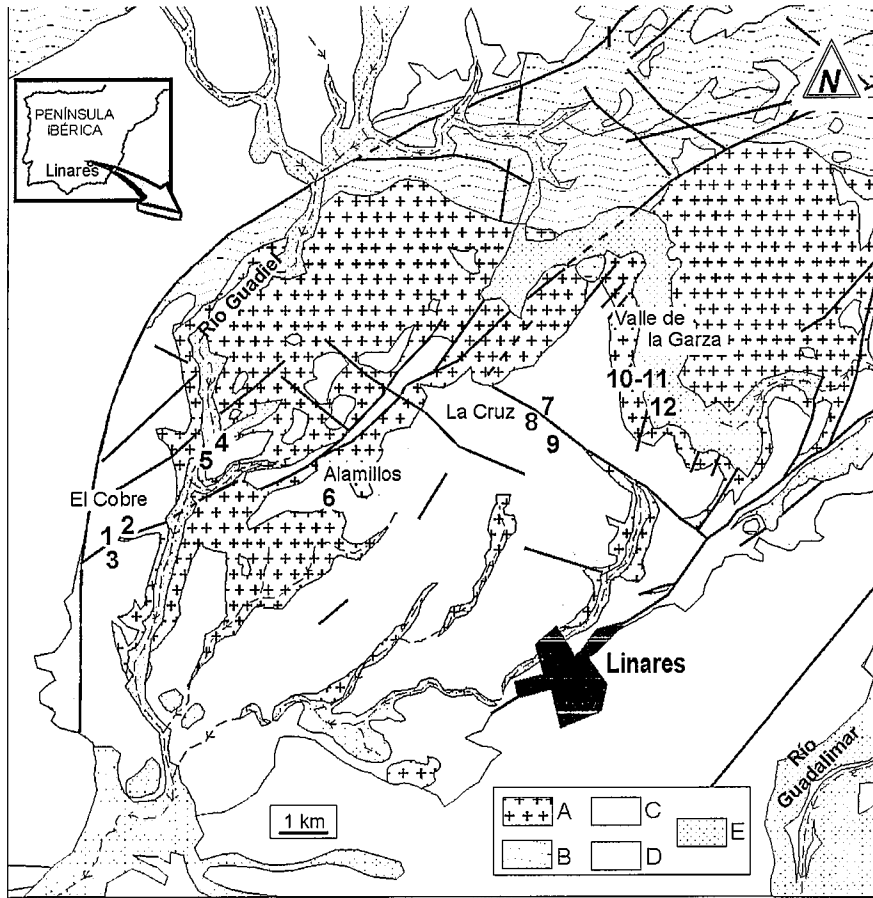 I
N
PENÍNSULA
IBÉRICA
Linares
Río Guadiel
Valle de
la Garza
10-11
12
La Cruz
7
8
9
4
5
Alamillos
6
El Cobre
1
2
3
Linares
Río
Guadalimar
1 km
A
C
E
B
D